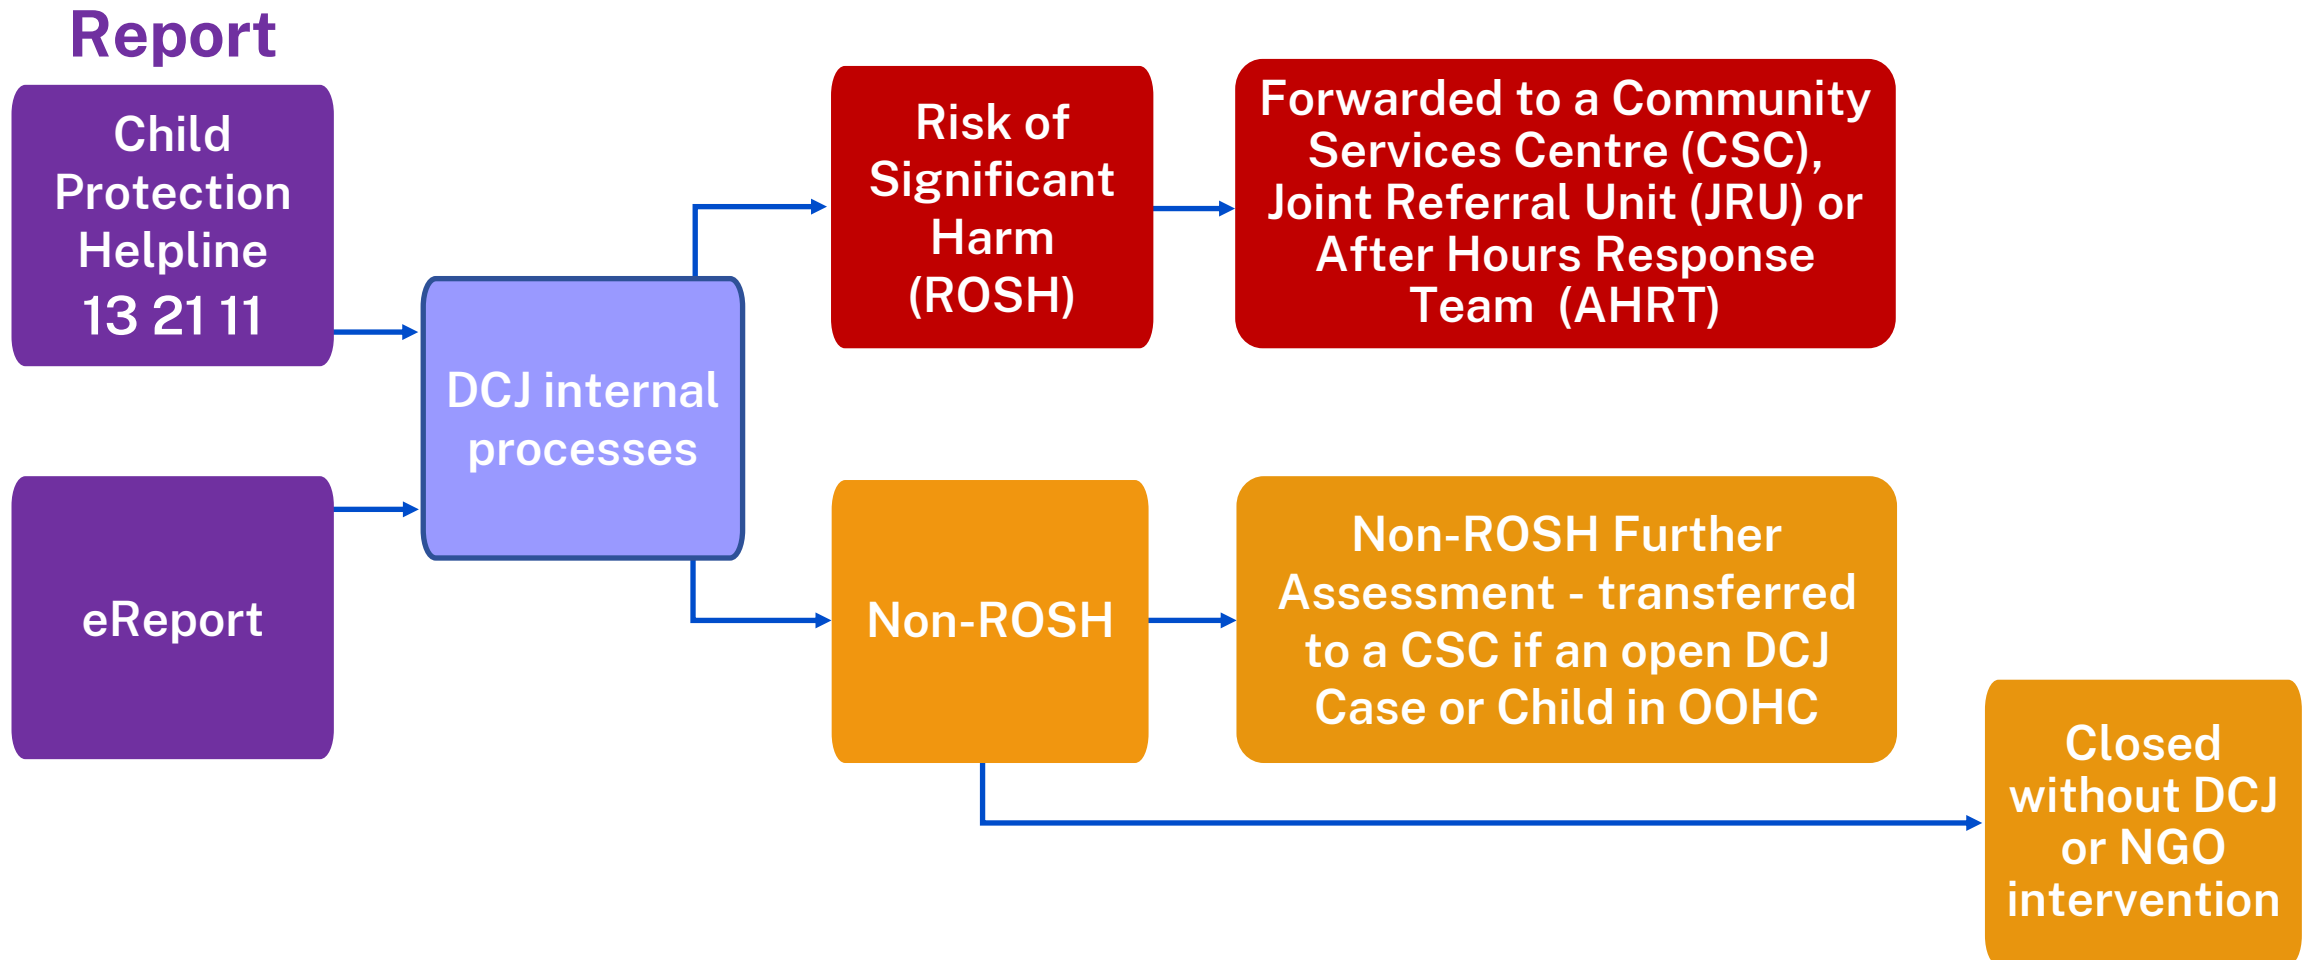 Report
Child
Protection
Helpline
13 21 11
eReport
DCJ internal
processes
Risk of
Significant
Harm
(ROSH)
Forwarded to a Community
Services Centre (CSC),
Joint Referral Unit (JRU) or
After Hours Response
Team (AHRT)
Non-ROSH
Non-ROSH Further
Assessment - transferred
to a CSC if an open DCJ
Case or Child in OOHC
Closed
without DCJ
or NGO
intervention